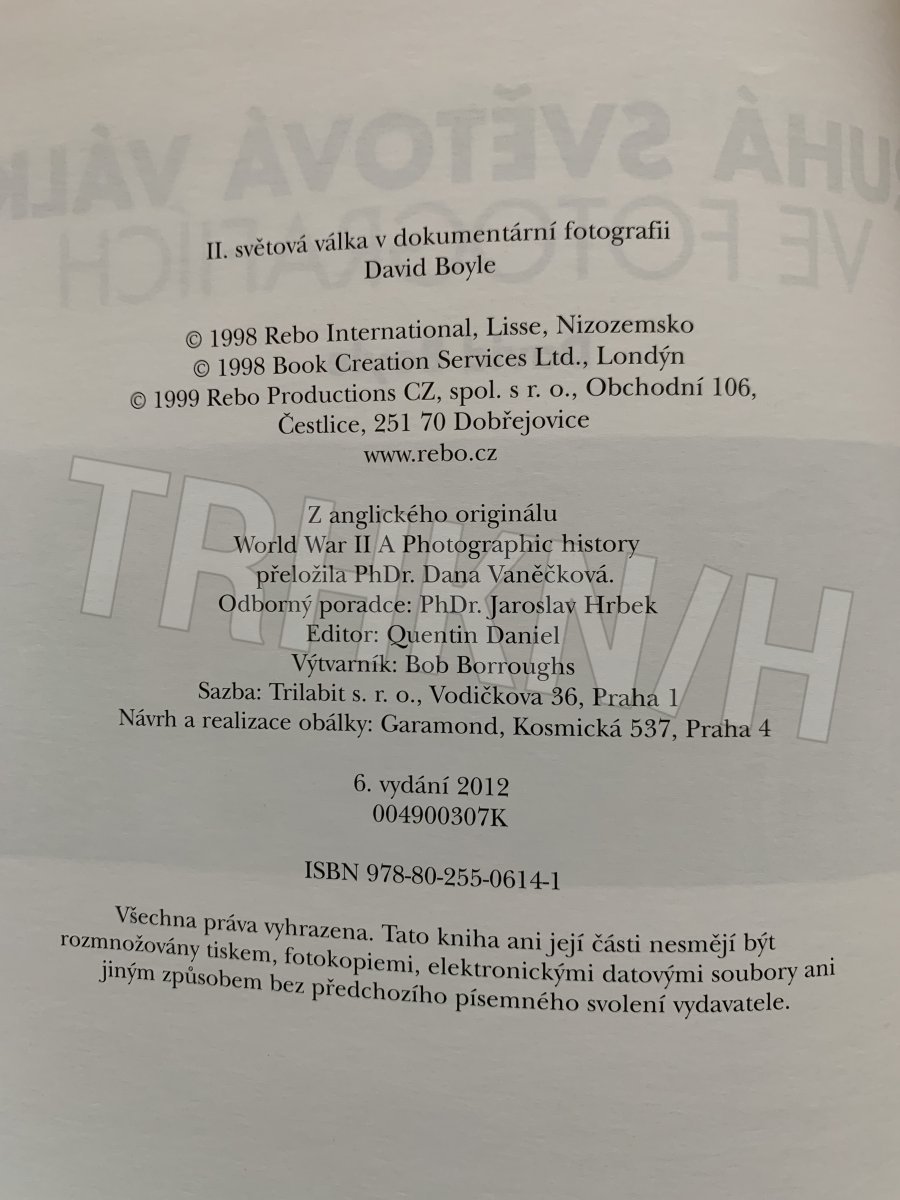 II. světová válka v dokumentární fotografii
David Boyle
© 1998 Rebo International, Lisse, Nizozemsko
© 1998 Book Creation Services Ltd., Londýn
© 1999 Rebo Productions CZ, spol. s r. o., Obchodní 106,
Čestlice, 251 70 Dobřejovice
www.rebo.cz
Z anglického originálu
World War II A Photographic history
přeložila PhDr. Dana Vaněčková.
Odborný poradce: PhDr. Jaroslav Hrbek
Editor: Quentin Daniel
Výtvarník: Bob Borroughs
Sazba: Trilabit s. r. o., Vodičkova 36, Praha 1
Návrh a realizace obálky: Garamond, Kosmická 537, Praha 4
6. vydání 2012
004900307K
ISBN 978-80-255-0614-1
Všechna práva vyhrazena. Tato kniha ani její části nesmějí být
rozmnožovány tiskem, fotokopiemi, elektronickými datovými soubory ani
jiným způsobem bez předchozího písemného svolení vydavatele.
TRHKNIH